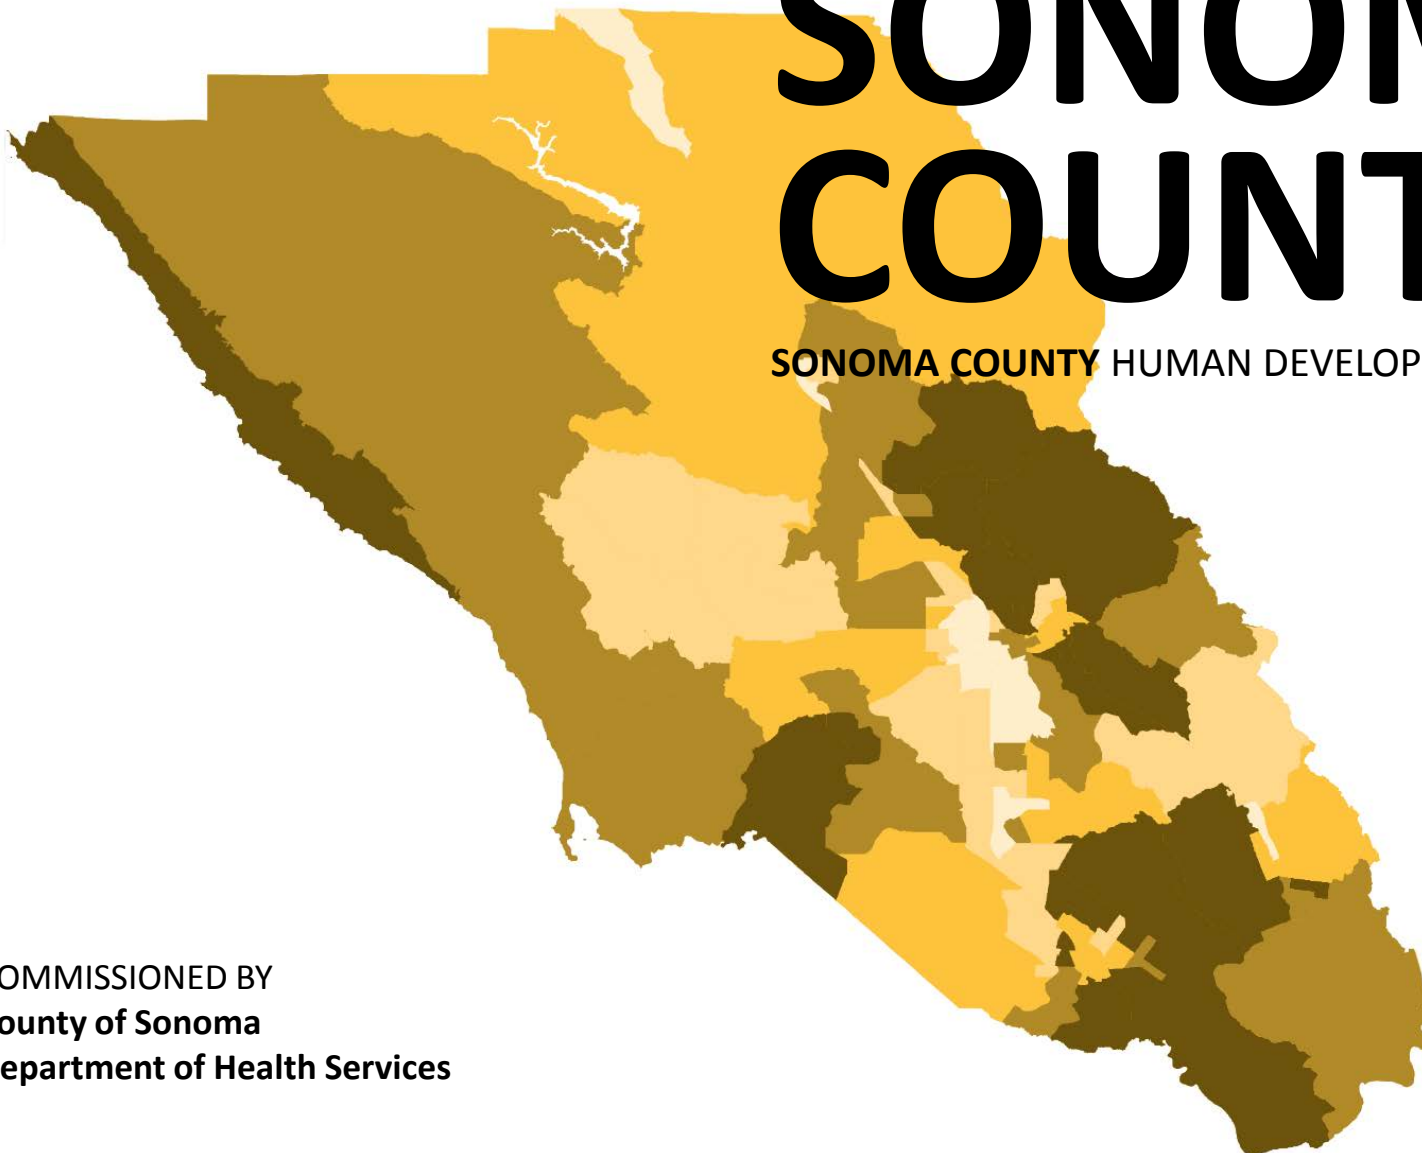 SONOM
COUNT
SONOMA COUNTY HUMAN DEVELOP
OMMISSIONED BY
ounty of Sonoma
epartment of Health Services